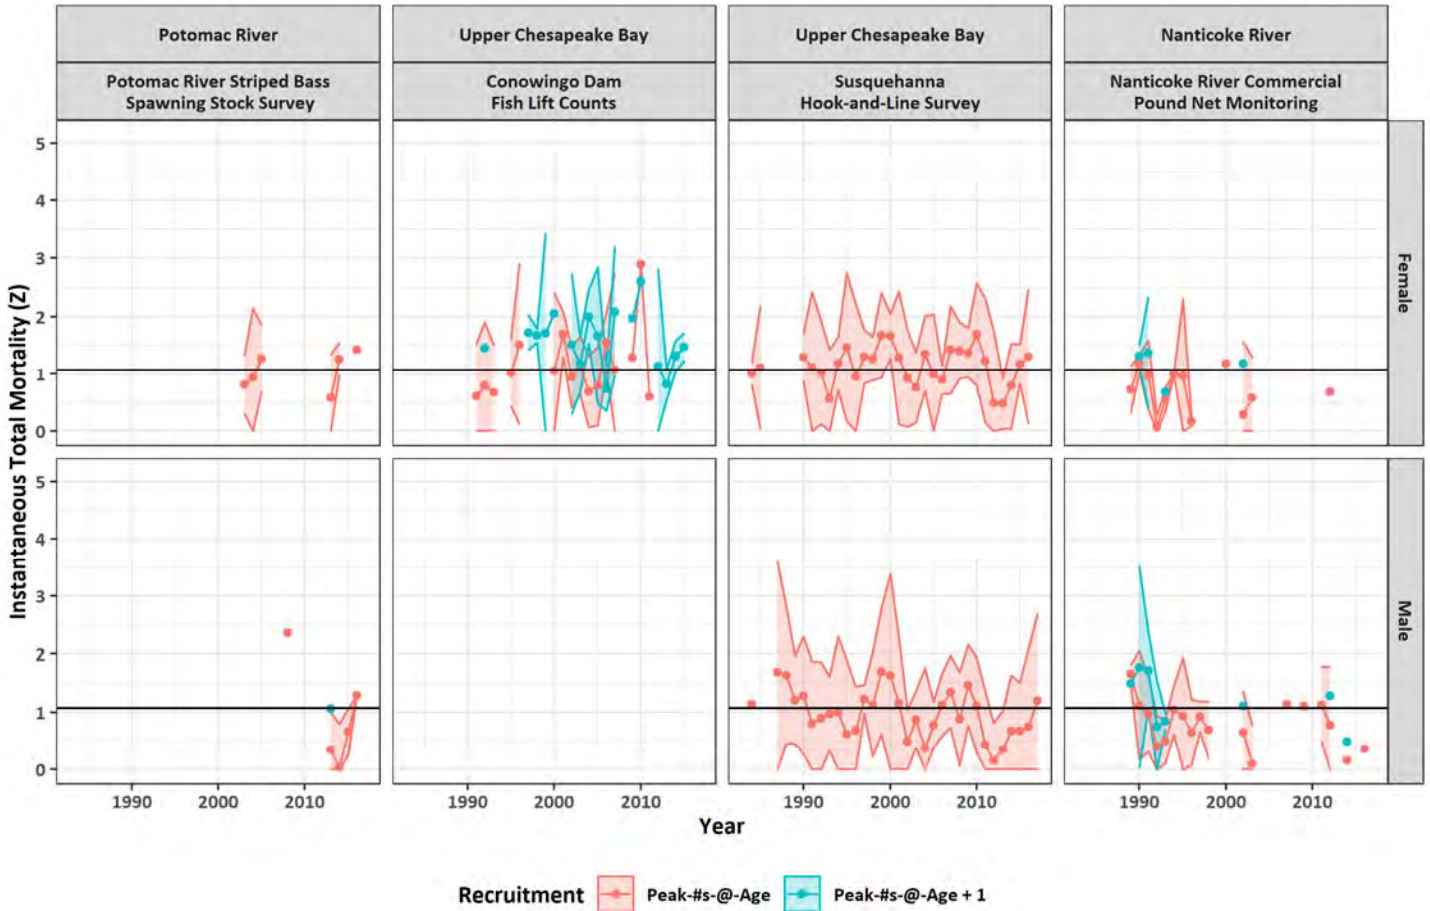 Potomac River
Upper Chesapeake Bay
Upper Chesapeake Bay
Nanticoke River
Potomac River Striped Bass
Spawning Stock Survey
Conowingo Dam
Fish Lift Counts
Susquehanna
Hook-and-Line Survey
Nanticoke River Commercial
Pound Net Monitoring
Instantaneous Total Mortality (Z)
5
4
3
2
1
0
Female
5
4
3
2
1
0
Male
1990 2000 2010
1990 2000 2010
1990 2000 2010
1990 2000 2010
Year
Recruitment Peak-#s-@-Age Peak-#s-@-Age + 1